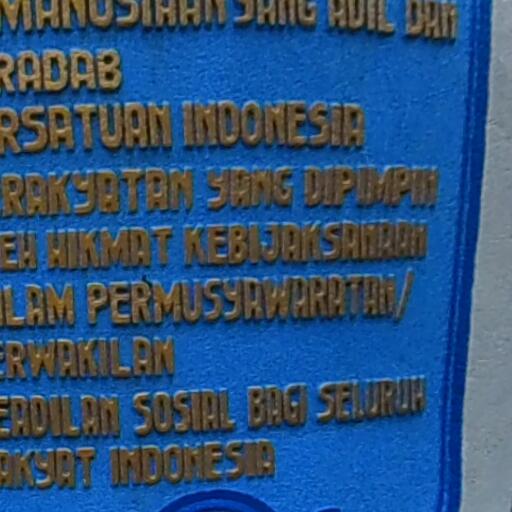 MANUSIAAN YANG ADIL DAN
RADAB
RSATUAN INDONESIA
RAKYATAN YANG DIPIMPIN
EH HIKMAT KEBIJAKSANAAN
ALAM PERMUSYAWARATAN/
ERWAKILAN
EADILAN SOSIAL BAGI SELURUH
AKYAT INDONESIA